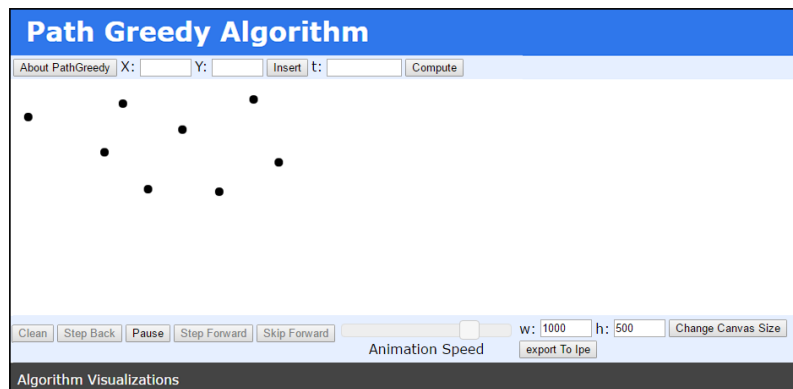 Path Greedy Algorithm
About PathGreedy X: Y: Insert t: Compute
Clean Step Back Pause Step Forward Skip Forward w: 1000 h: 500 Change Canvas Size
Animation Speed export To Ipe
Algorithm Visualizations